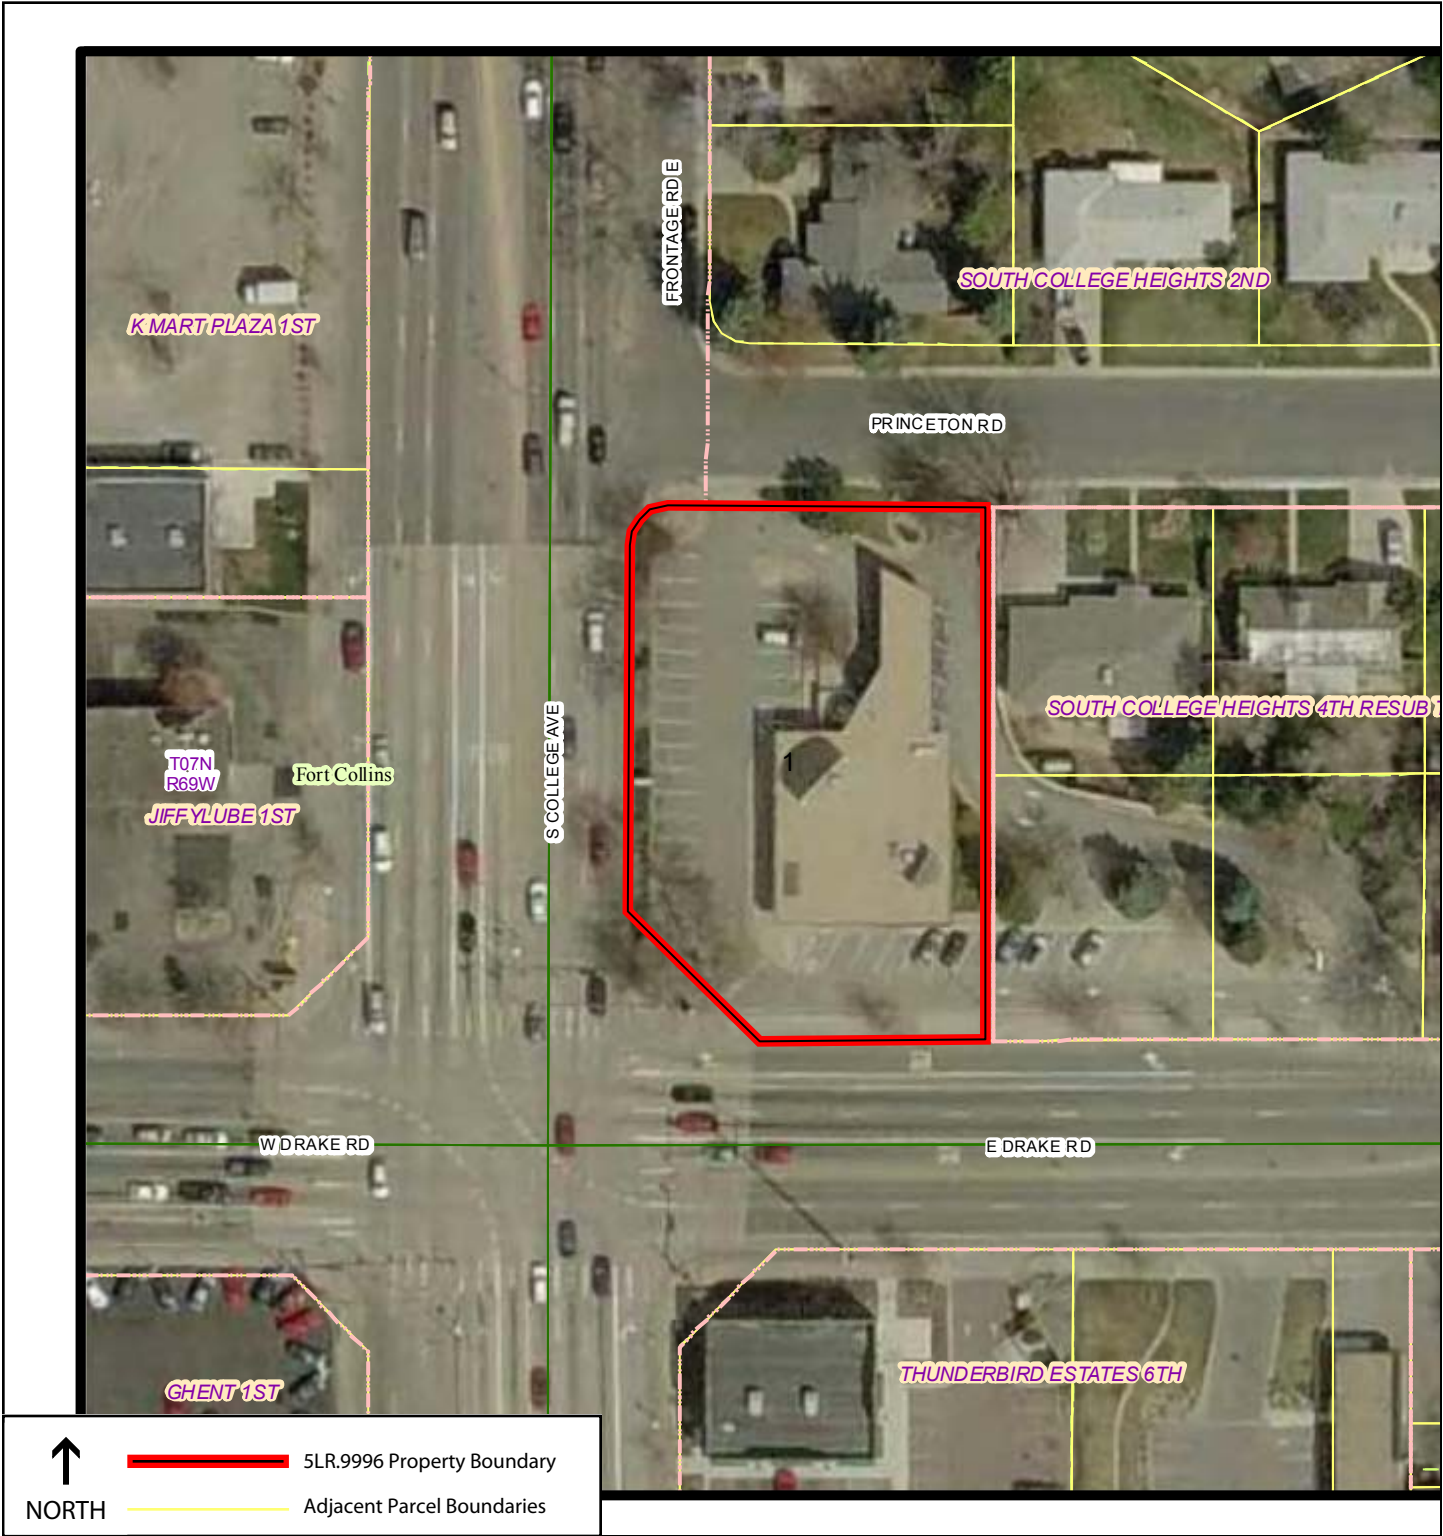 FRONTAGE RD E
SOUTH COLLEGE HEIGHTS 2ND
K MART PLAZA 1ST
PRINCETON RD
SOUTH COLLEGE HEIGHTS 4TH RESUB
S COLLEGE AVE
1
T07N
R69W
Fort Collins
JIFFYLUBE 1ST
W DRAKE RD
E DRAKE RD
THUNDERBIRD ESTATES 6TH
GHENT 1ST
5LR.9996 Property Boundary
NORTH
Adjacent Parcel Boundaries